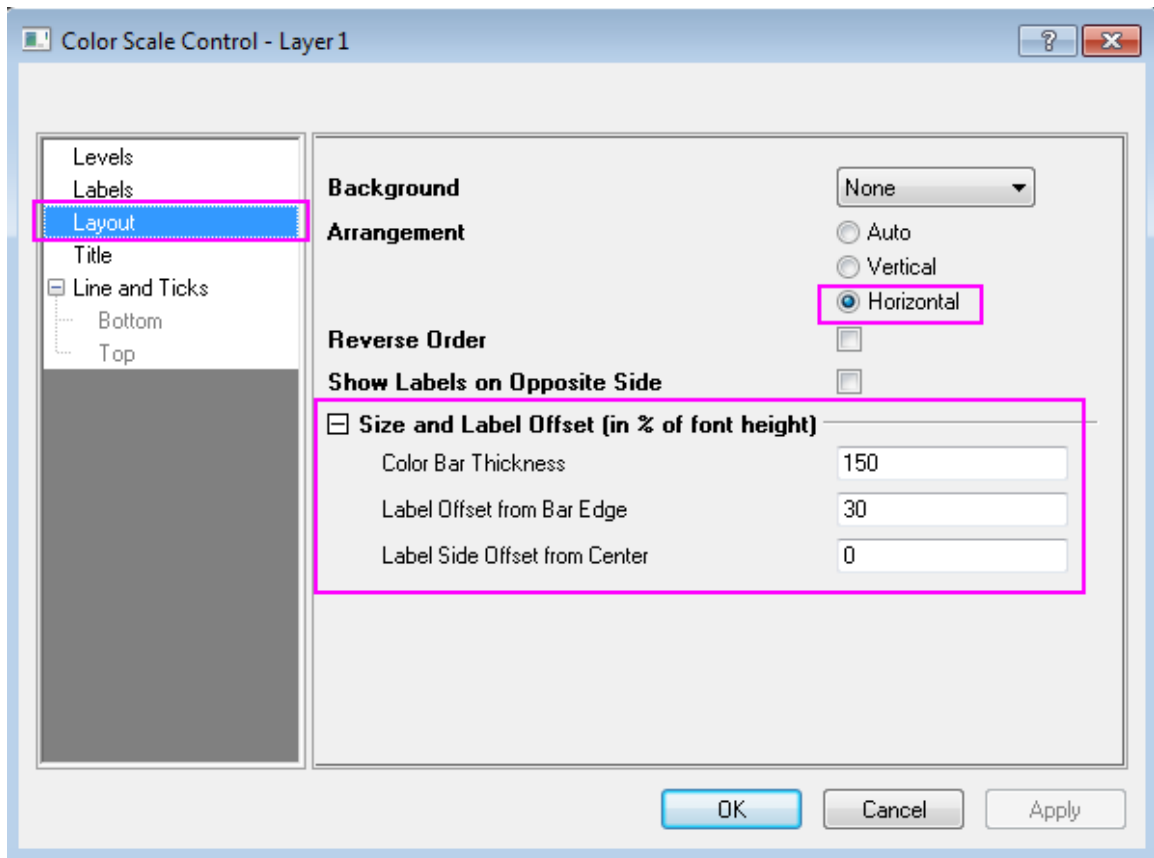 Color Scale Control - Layer 1
Levels
Labels
Layout
Title
Line and Ticks
Bottom
Top
Background
None
Arrangement
Auto
Vertical
Horizontal
Reverse Order
Show Labels on Opposite Side
Size and Label Offset (in % of font height)
Color Bar Thickness
150
Label Offset from Bar Edge
30
Label Side Offset from Center
0
OK
Cancel
Apply